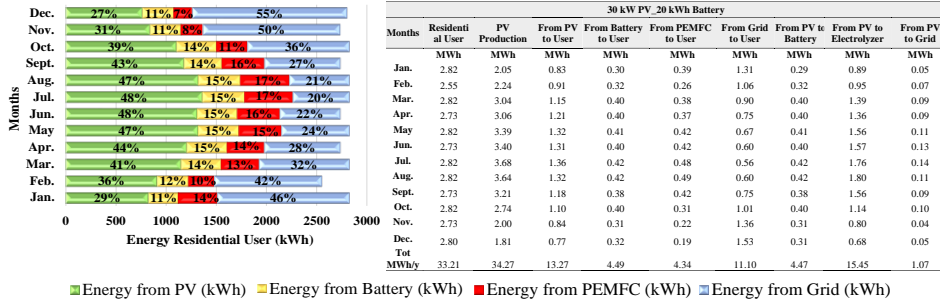 Months
Dec. 27% 11% 7% 55%
Nov. 31% 11% 8% 50%
Oct. 39% 14% 11% 36%
Sept. 43% 14% 16% 27%
Aug. 47% 15% 17% 21%
Jul. 48% 15% 17% 20%
Jun. 48% 15% 16% 22%
May 47% 15% 15% 24%
Apr. 44% 15% 14% 28%
Mar. 41% 14% 13% 32%
Feb. 36% 12% 10% 42%
Jan. 29% 11% 14% 46%
0 500 1000 1500 2000 2500 3000
Energy Residential User (kWh)
30 kW PV_20 kWh Battery
Residenti PV From PV From Battery From PEMFC From Grid From PV to From PV to From PV
Months al User Production to User to User to User to User Battery Electrolyzer to Grid
MWh MWh MWh MWh MWh MWh MWh MWh MWh
Jan. 2.82 2.05 0.83 0.30 0.39 1.31 0.29 0.89 0.05
Feb. 2.55 2.24 0.91 0.32 0.26 1.06 0.32 0.95 0.07
Mar. 2.82 3.04 1.15 0.40 0.38 0.90 0.40 1.39 0.09
Apr. 2.73 3.06 1.21 0.40 0.37 0.75 0.40 1.36 0.09
May 2.82 3.39 1.32 0.41 0.42 0.67 0.41 1.56 0.11
Jun. 2.73 3.40 1.31 0.40 0.42 0.60 0.40 1.57 0.13
Jul. 2.82 3.68 1.36 0.42 0.48 0.56 0.42 1.76 0.14
Aug. 2.82 3.64 1.32 0.42 0.49 0.60 0.42 1.80 0.11
Sept. 2.73 3.21 1.18 0.38 0.42 0.75 0.38 1.56 0.09
Oct. 2.82 2.74 1.10 0.40 0.31 1.01 0.40 1.14 0.10
Nov. 2.73 2.00 0.84 0.31 0.22 1.36 0.31 0.80 0.04
Dec. 2.80 1.81 0.77 0.32 0.19 1.53 0.31 0.68 0.05
Tot
MWh/y 33.21 34.27 13.27 4.49 4.34 11.10 4.47 15.45 1.07
Energy from PV (kWh) Energy from Battery (kWh) Energy from PEMFC (kWh) Energy from Grid (kWh)